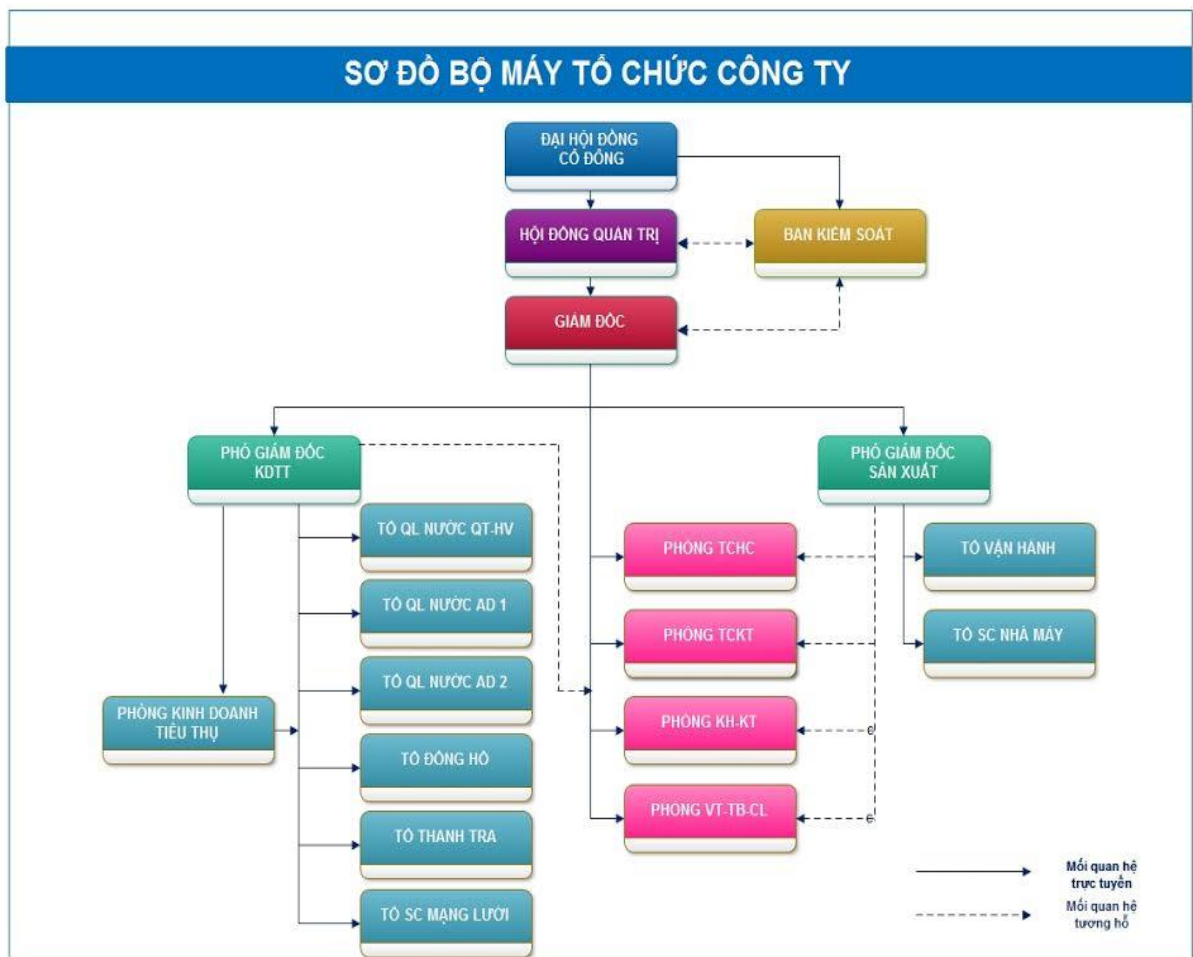 SƠ ĐỒ BỘ MÁY TỔ CHỨC CÔNG TY
ĐẠI HỘI ĐỒNG
CỔ ĐÔNG
HỘI ĐỒNG QUẢN TRỊ
BAN KIỂM SOÁT
GIÁM ĐỐC
PHÓ GIÁM ĐỐC
KDTT
PHÓ GIÁM ĐỐC
SẢN XUẤT
TỔ QL NƯỚC QT-HV
TỔ QL NƯỚC AD 1
TỔ QL NƯỚC AD 2
PHÒNG KINH DOANH
TIÊU THỤ
TỔ ĐỒNG HỒ
TỔ THANH TRA
TỔ SC MẠNG LƯỚI
PHÒNG TCHC
PHÒNG TCKT
PHÒNG KH-KT
PHÒNG VT-TB-CL
TỔ VẬN HÀNH
TỔ SC NHÀ MÁY
Mối quan hệ
trực tuyến
Mối quan hệ
tương hỗ